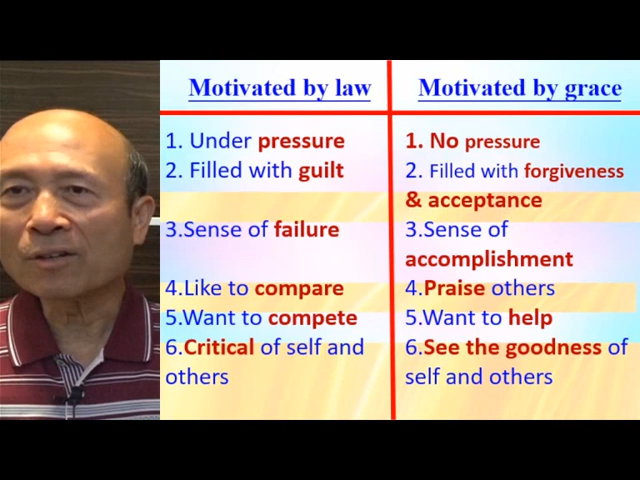 Motivated by law
1. Under pressure
2. Filled with guilt
3.Sense of failure
4.Like to compare
5.Want to compete
6.Critical of self and
others
Motivated by grace
1. No pressure
2. Filled with forgiveness
& acceptance
3.Sense of
accomplishment
4.Praise others
5.Want to help
6.See the goodness of
self and others